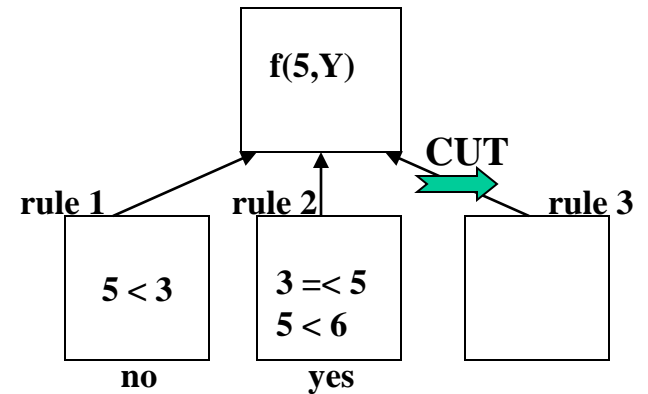 f(5,Y)
CUT
rule 1
rule 2
rule 3
5 < 3
3 =< 5
5 < 6
no
yes